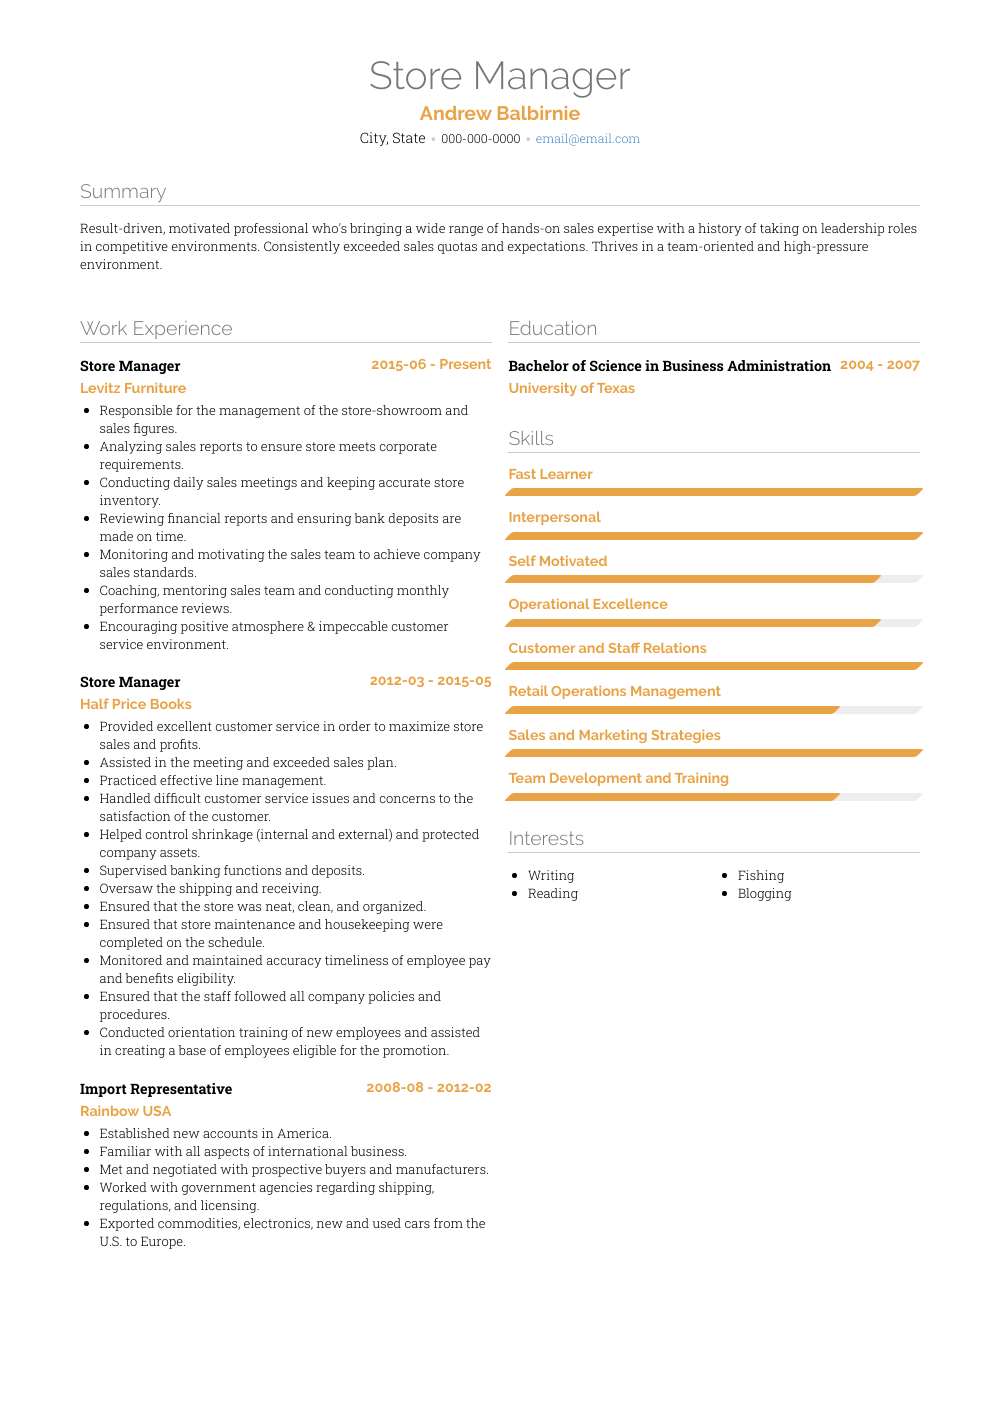 Store Manager
Andrew Balbirnie
City, State • 000-000-0000 • email@email.com
Summary
Result-driven, motivated professional who's bringing a wide range of hands-on sales expertise with a history of taking on leadership roles
in competitive environments. Consistently exceeded sales quotas and expectations. Thrives in a team-oriented and high-pressure
environment.
Work Experience
Store Manager 2015-06 - Present
Levitz Furniture
• Responsible for the management of the store-showroom and
sales figures.
• Analyzing sales reports to ensure store meets corporate
requirements.
• Conducting daily sales meetings and keeping accurate store
inventory.
• Reviewing financial reports and ensuring bank deposits are
made on time.
• Monitoring and motivating the sales team to achieve company
sales standards.
• Coaching, mentoring sales team and conducting monthly
performance reviews.
• Encouraging positive atmosphere & impeccable customer
service environment.
Store Manager 2012-03 - 2015-05
Half Price Books
• Provided excellent customer service in order to maximize store
sales and profits.
• Assisted in the meeting and exceeded sales plan.
• Practiced effective line management.
• Handled difficult customer service issues and concerns to the
satisfaction of the customer.
• Helped control shrinkage (internal and external) and protected
company assets.
• Supervised banking functions and deposits.
• Oversaw the shipping and receiving.
• Ensured that the store was neat, clean, and organized.
• Ensured that store maintenance and housekeeping were
completed on the schedule.
• Monitored and maintained accuracy timeliness of employee pay
and benefits eligibility.
• Ensured that the staff followed all company policies and
procedures.
• Conducted orientation training of new employees and assisted
in creating a base of employees eligible for the promotion.
Import Representative 2008-08 - 2012-02
Rainbow USA
• Established new accounts in America.
• Familiar with all aspects of international business.
• Met and negotiated with prospective buyers and manufacturers.
• Worked with government agencies regarding shipping,
regulations, and licensing.
• Exported commodities, electronics, new and used cars from the
U.S. to Europe.
Education
Bachelor of Science in Business Administration 2004 - 2007
University of Texas
Skills
Fast Learner
Interpersonal
Self Motivated
Operational Excellence
Customer and Staff Relations
Retail Operations Management
Sales and Marketing Strategies
Team Development and Training
Interests
• Writing
• Reading
• Fishing
• Blogging